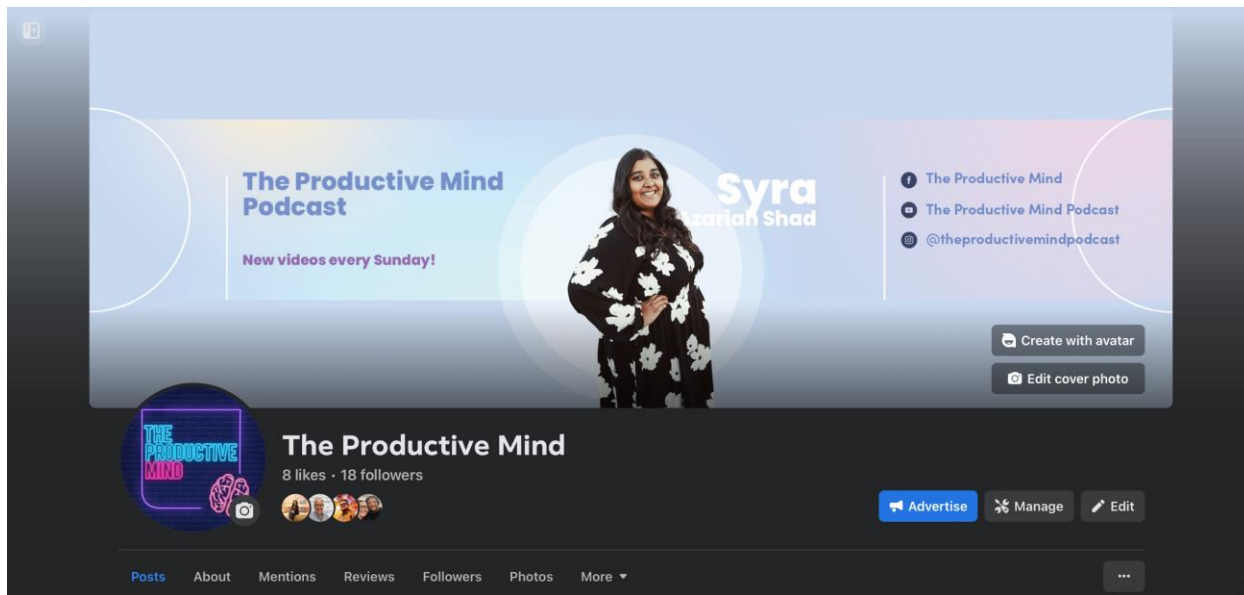 The Productive Mind
Podcast
New videos every Sunday!
Syra
Azariah Shad
The Productive Mind
The Productive Mind Podcast
@theproductivemindpodcast
Create with avatar
Edit cover photo
THE
PRODUCTIVE
MIND
The Productive Mind
8 likes · 18 followers
Advertise
Manage
Edit
Posts
About
Mentions
Reviews
Followers
Photos
More